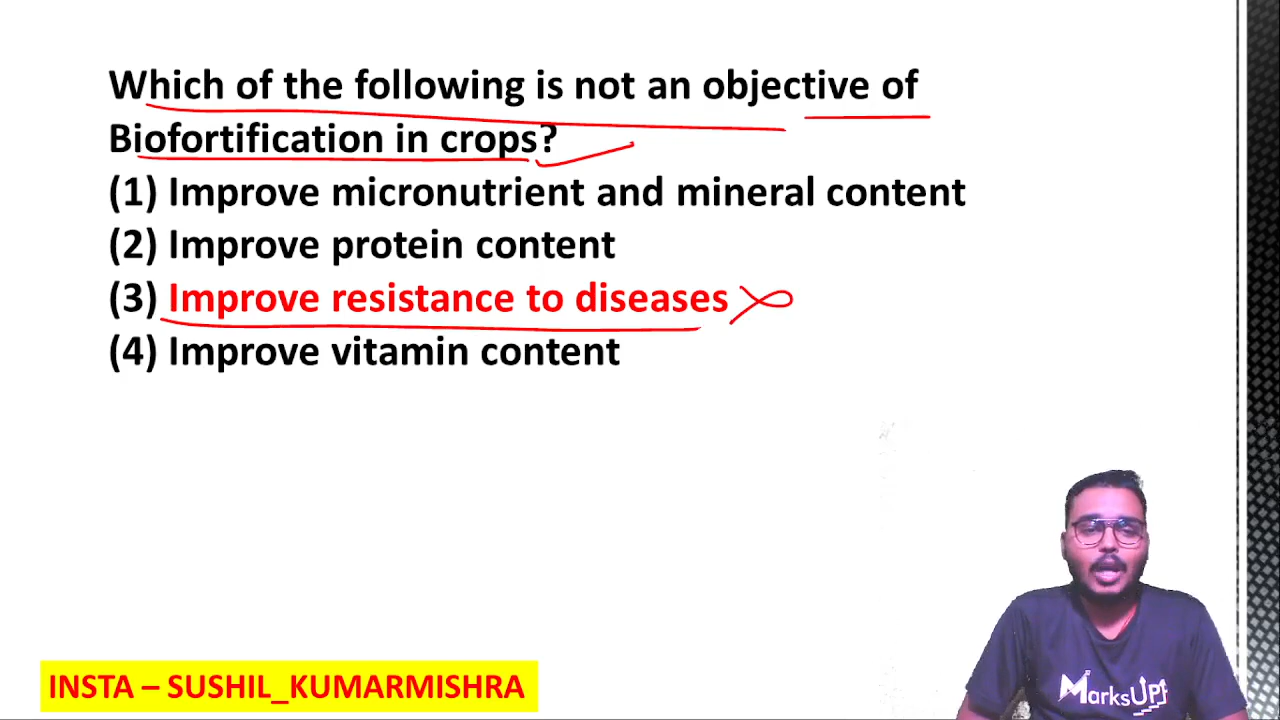 Which of the following is not an objective of
Biofortification in crops?
(1) Improve micronutrient and mineral content
(2) Improve protein content
(3) Improve resistance to diseases
(4) Improve vitamin content
MarksUp!
INSTA – SUSHIL_KUMARMISHRA